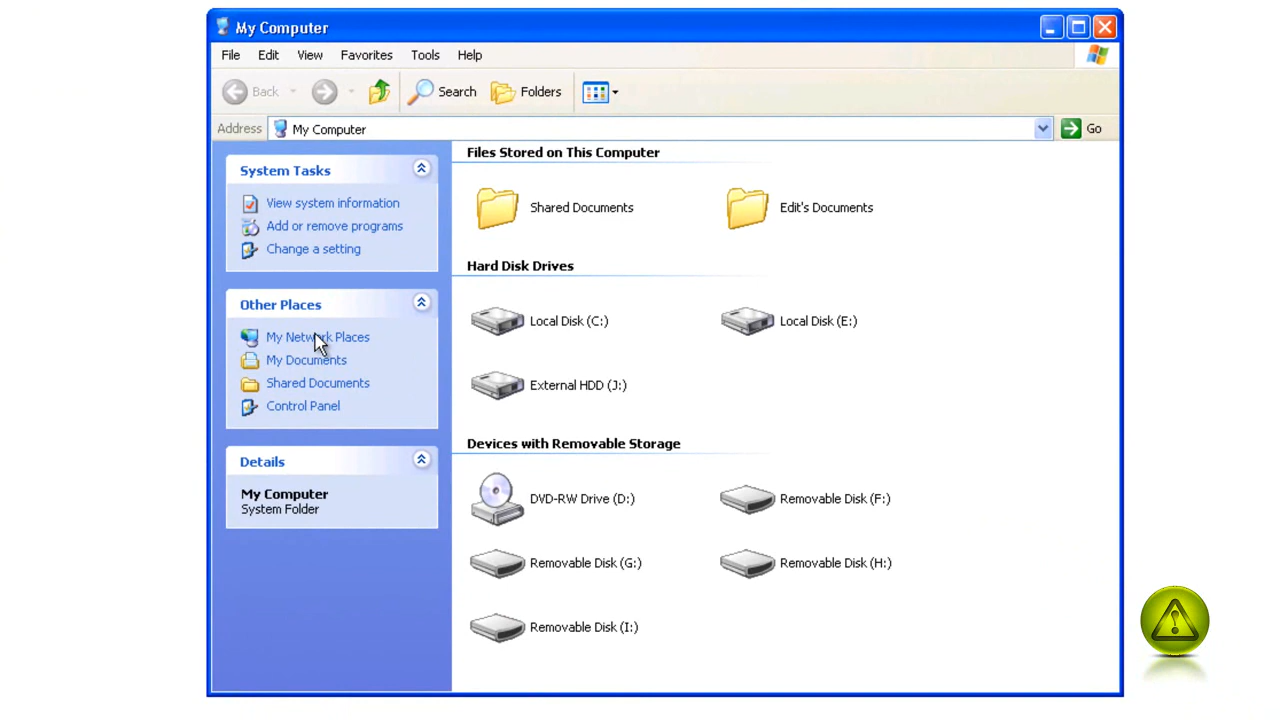 My Computer
File Edit View Favorites Tools Help
Back Search Folders
Address My Computer Go
System Tasks
View system information
Add or remove programs
Change a setting
Other Places
My Network Places
My Documents
Shared Documents
Control Panel
Details
My Computer
System Folder
Files Stored on This Computer
Shared Documents Edit's Documents
Hard Disk Drives
Local Disk (C:) Local Disk (E:)
External HDD (J:)
Devices with Removable Storage
DVD-RW Drive (D:) Removable Disk (F:)
Removable Disk (G:) Removable Disk (H:)
Removable Disk (I:)